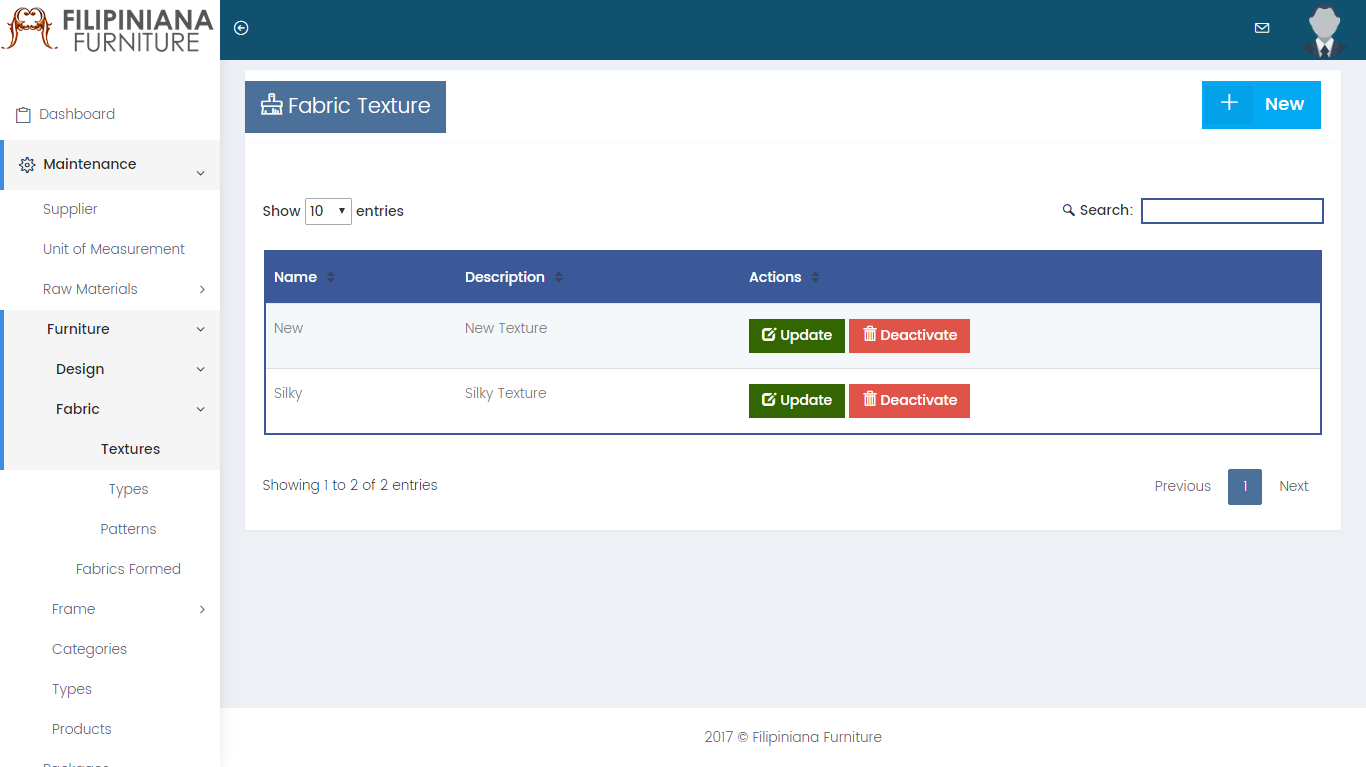 FILIPINIANA
FURNITURE
Dashboard
Maintenance
Supplier
Unit of Measurement
Raw Materials
Furniture
Design
Fabric
Textures
Types
Patterns
Fabrics Formed
Frame
Categories
Types
Products
Packages
Fabric Texture
New
Show 10 entries
Search:
Name Description Actions
New New Texture Update Deactivate
Silky Silky Texture Update Deactivate
Showing 1 to 2 of 2 entries
Previous 1 Next
2017 © Filipiniana Furniture